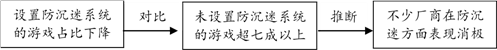 设置防沉迷系统
的游戏占比下降
对比
未设置防沉迷系统
的游戏超七成以上
推断
不少厂商在防沉
迷方面表现消极